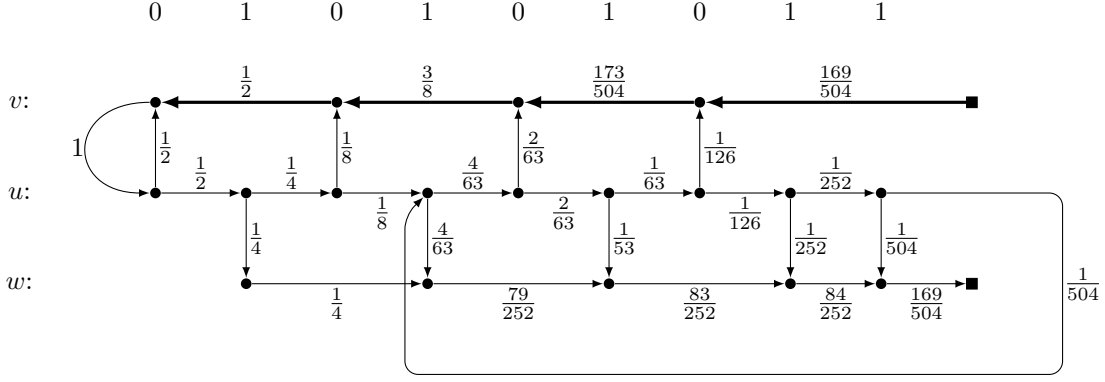 0 1 0 1 0 1 0 1 1
1/2 3/8 173/504 169/504
v:
1 1/2 1/8 2/63 1/126
1/2 1/4 4/63 1/63 1/252
u:
1/8 2/63 1/126
1/4 4/63 1/53 1/252 1/504
w:
1/504
1/4 79/252 83/252 84/252 169/504